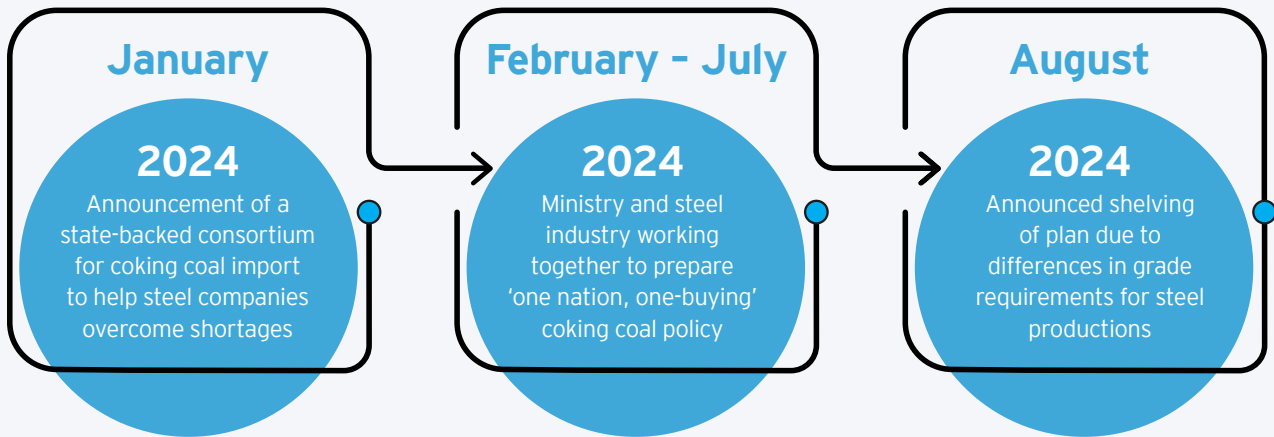 January
2024
Announcement of a
state-backed consortium
for coking coal import
to help steel companies
overcome shortages
February – July
2024
Ministry and steel
industry working
together to prepare
‘one nation, one-buying’
coking coal policy
August
2024
Announced shelving
of plan due to
differences in grade
requirements for steel
productions